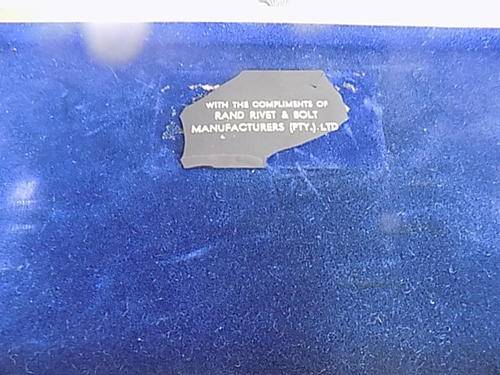 WITH THE COMPLIMENTS OF
RAND RIVET & BOLT
MANUFACTURERS (PTY.) LTD